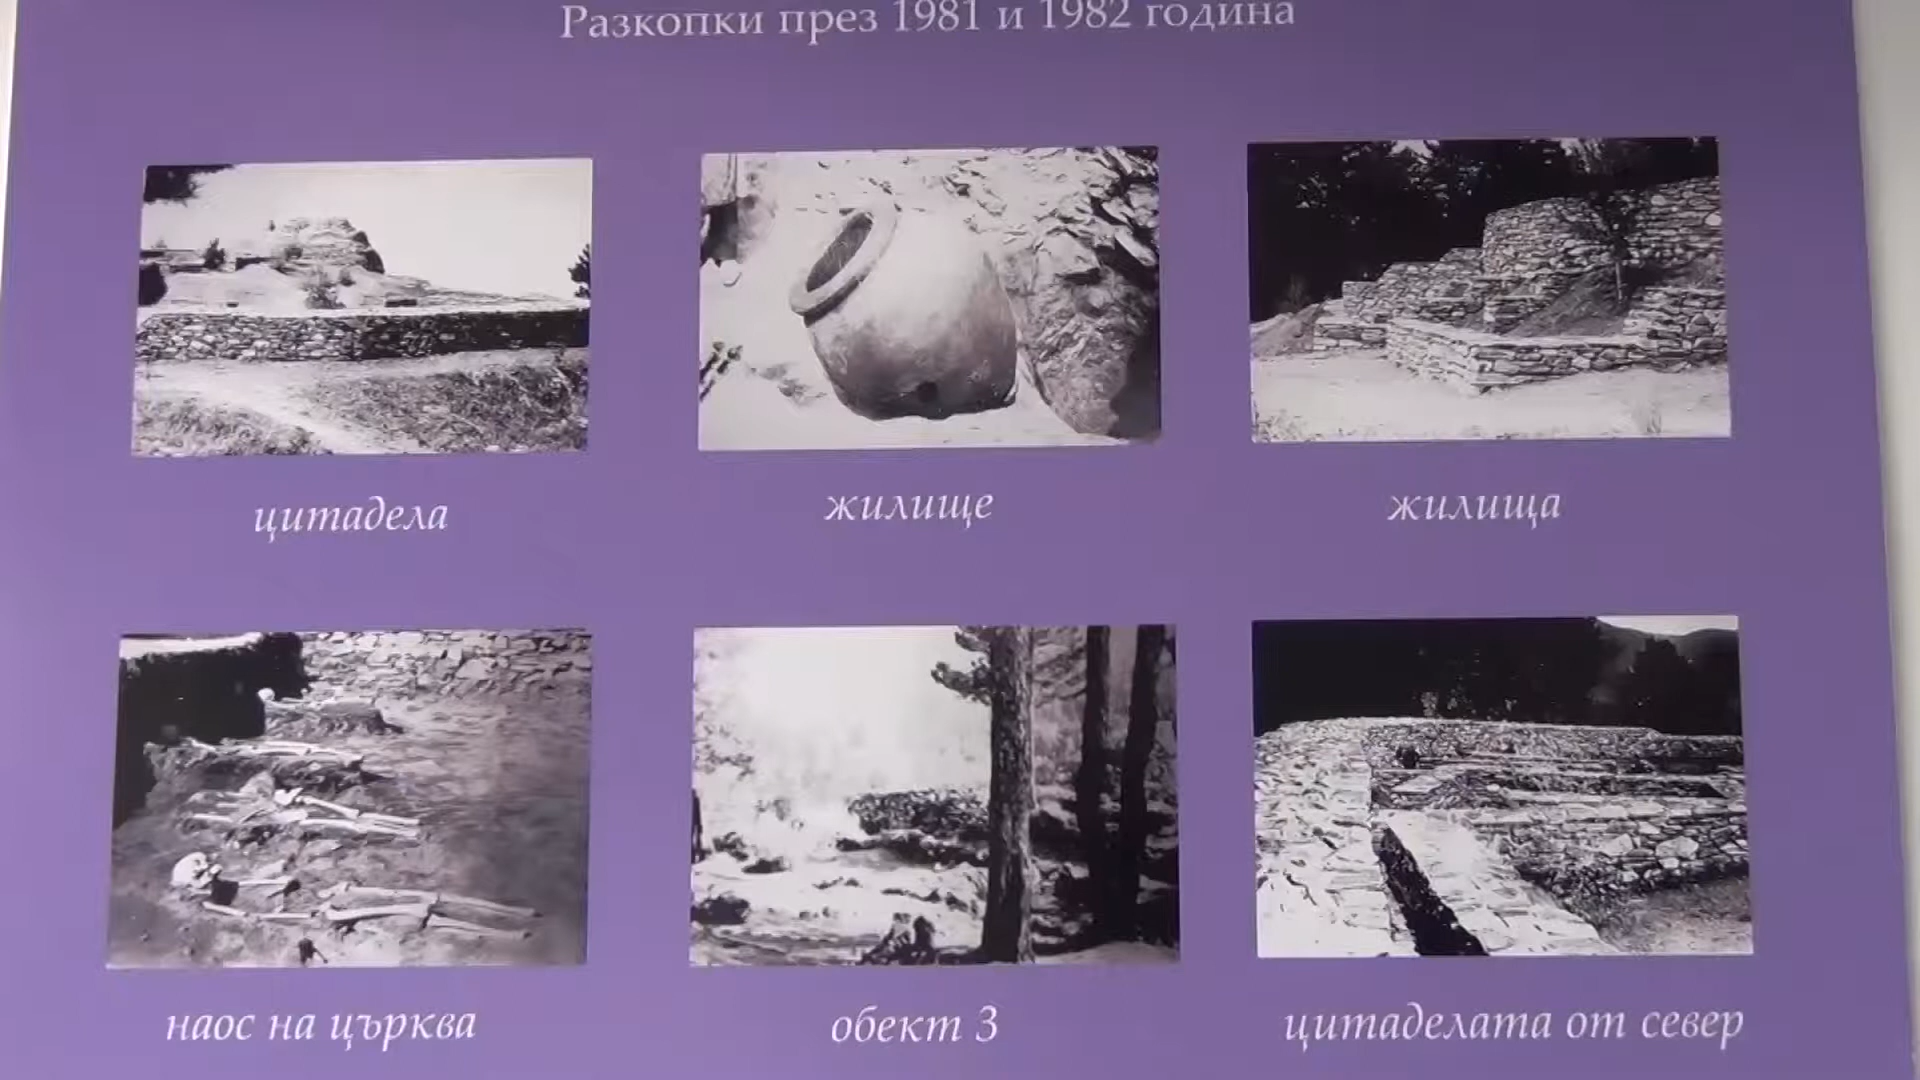 Разкопки през 1981 и 1982 година
цитадела
жилище
жилища
наос на църква
обект 3
цитаделата от север